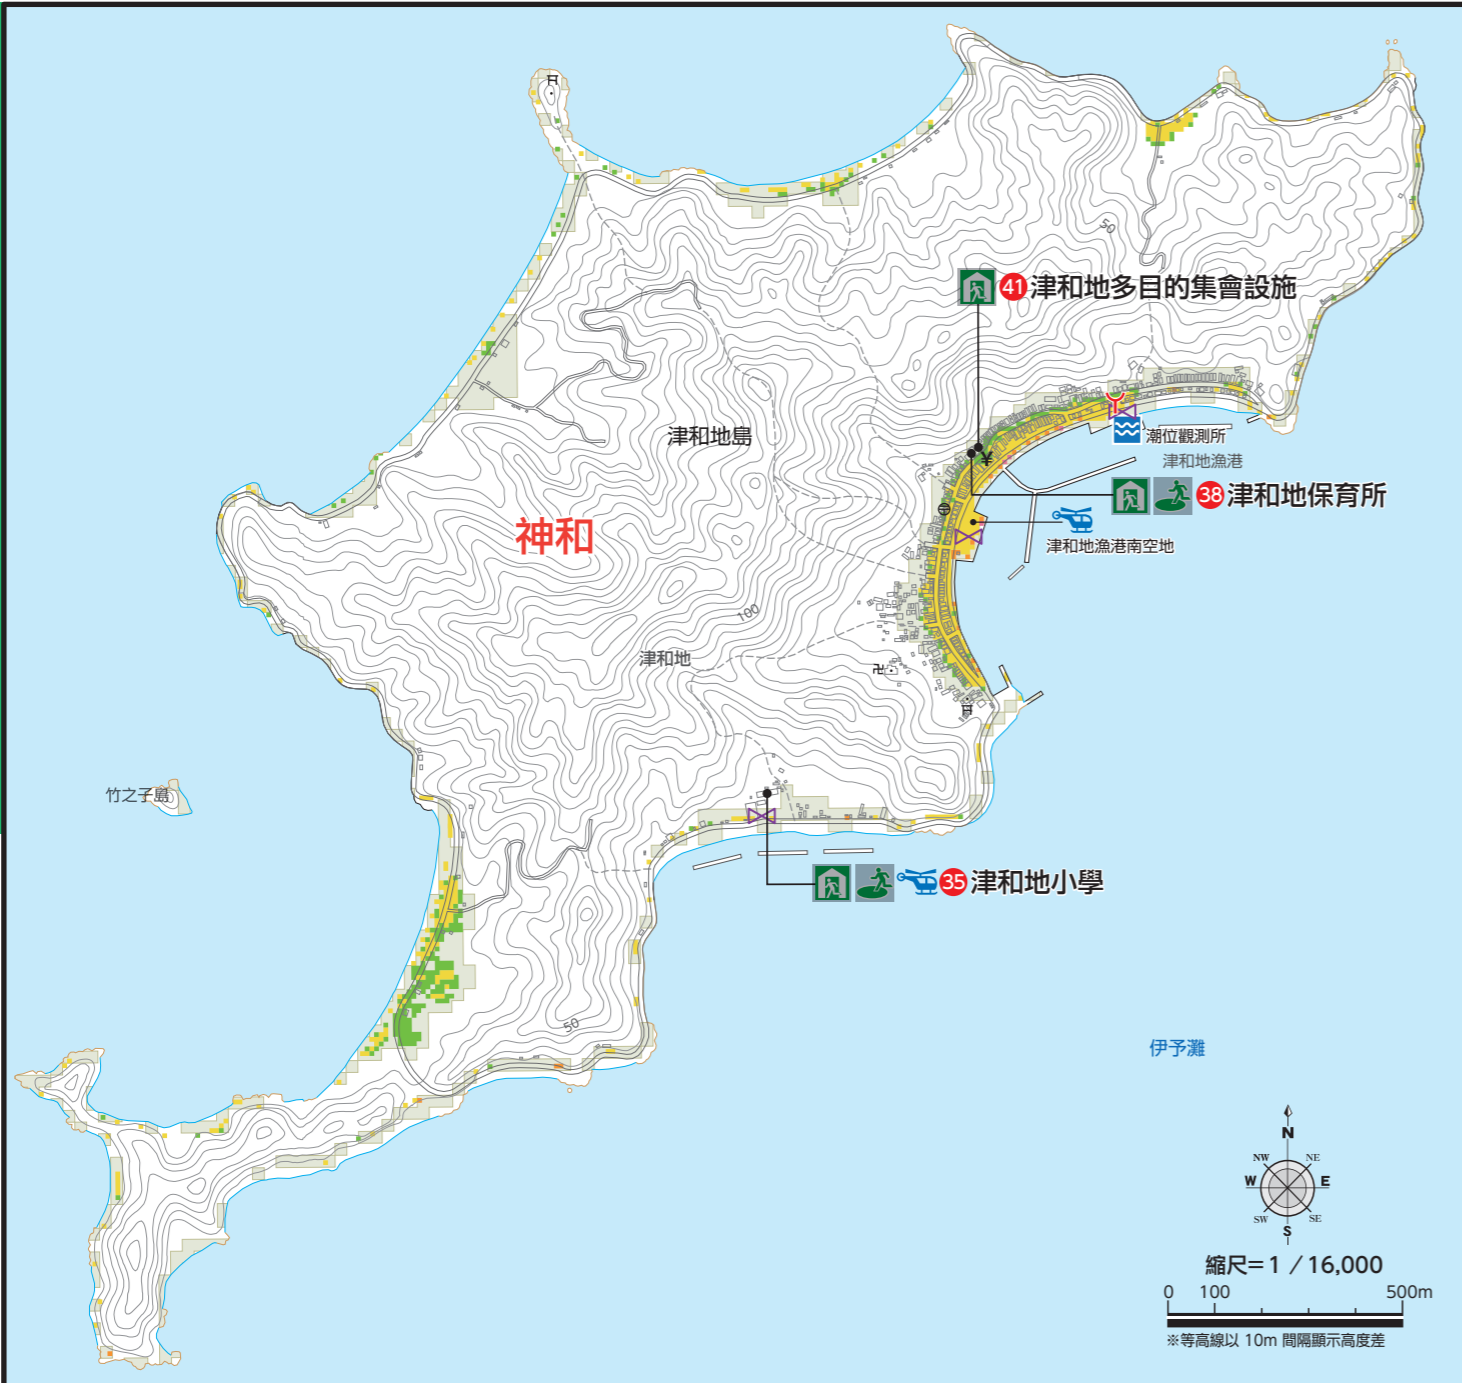 50
41 津和地多目的集會設施
津和地島
潮位觀測所
津和地漁港
¥
38 津和地保育所
神和
津和地漁港南空地
100
津和地
卍
竹之子島
35 津和地小學
50
伊予灘
N
NW NE
W E
SW SE
S
縮尺=1/16,000
0 100 500m
※等高線以 10m 間隔顯示高度差